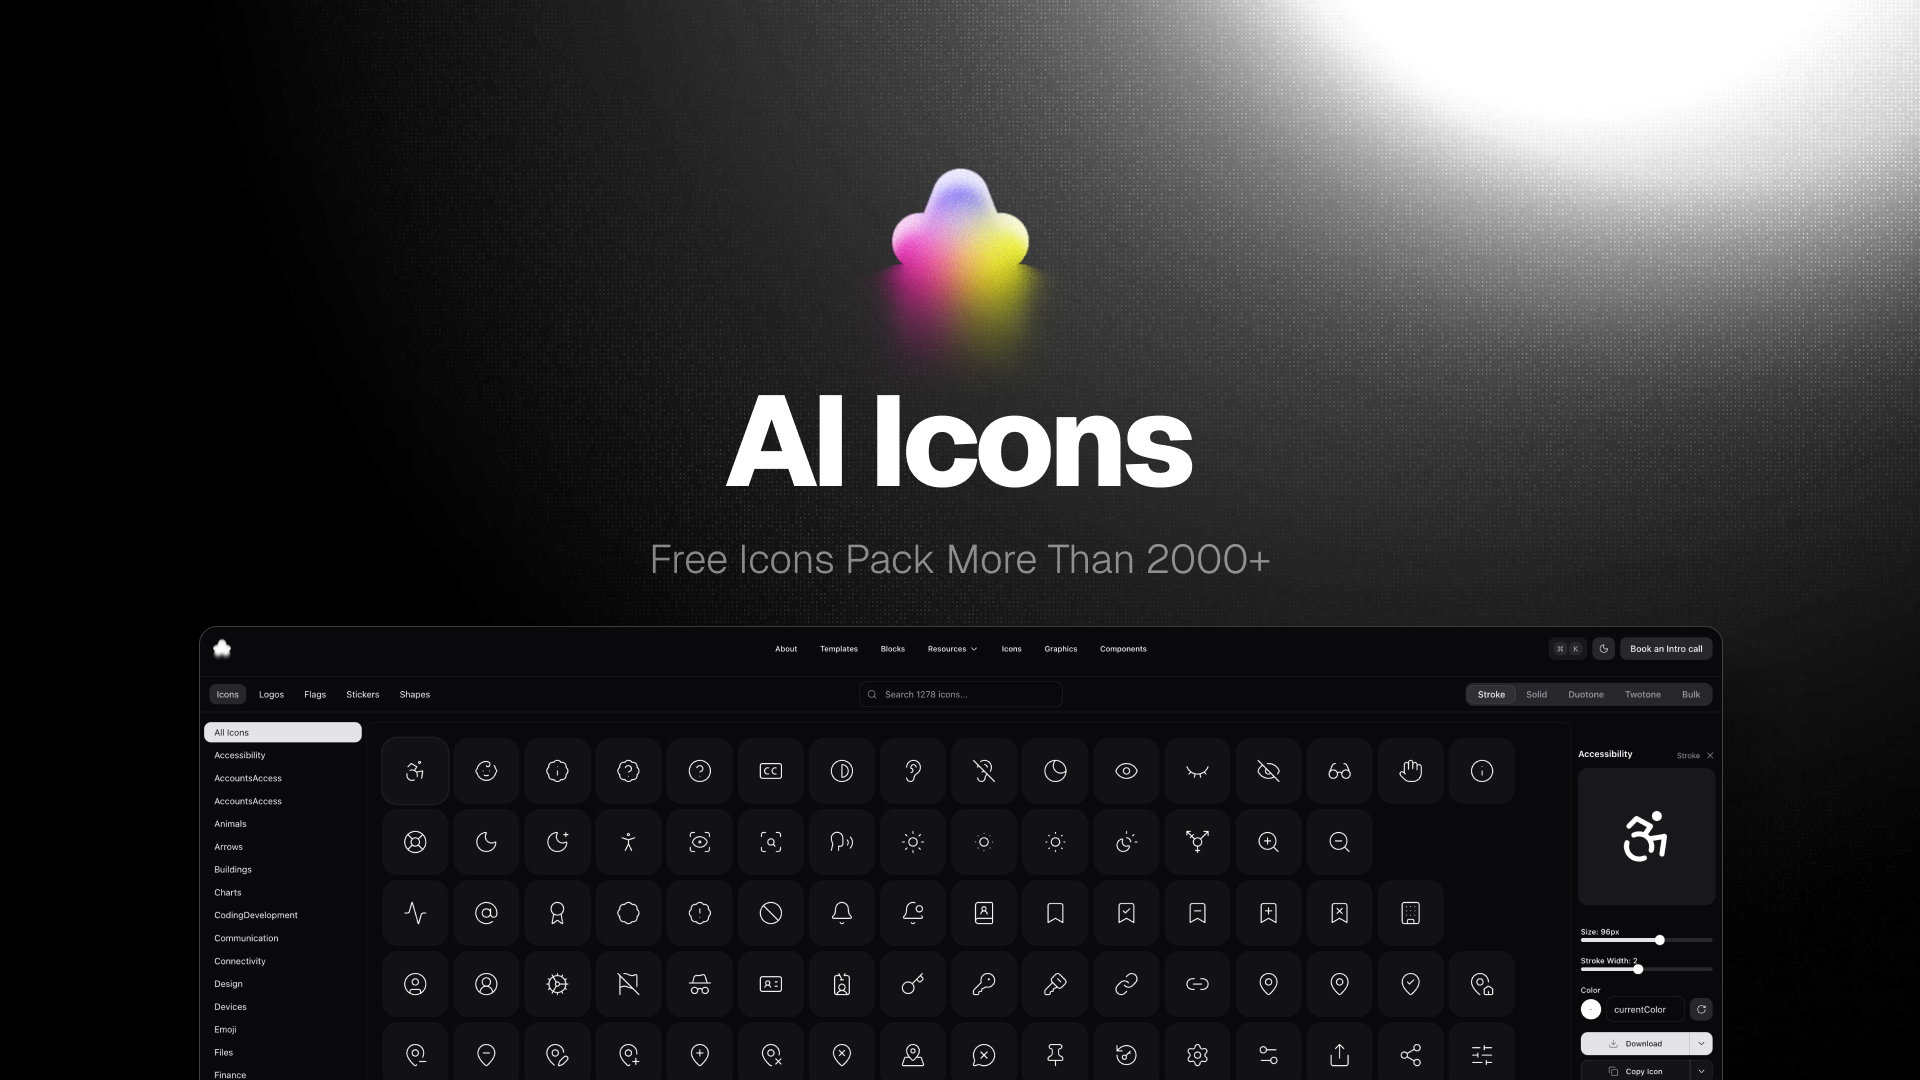 AI Icons
Free Icons Pack More Than 2000+
About Templates Blocks Resources Icons Graphics Components
⌘ K
Book an Intro call
Icons Logos Flags Stickers Shapes
Search 1278 icons...
Stroke Solid Duotone Twotone Bulk
All Icons
Accessibility
AccountsAccess
AccountsAccess
Animals
Arrows
Buildings
Charts
CodingDevelopment
Communication
Connectivity
Design
Devices
Emoji
Files
Finance
CC
Accessibility
Stroke
Size: 96px
Stroke Width: 2
Color
currentColor
Download
Copy Icon